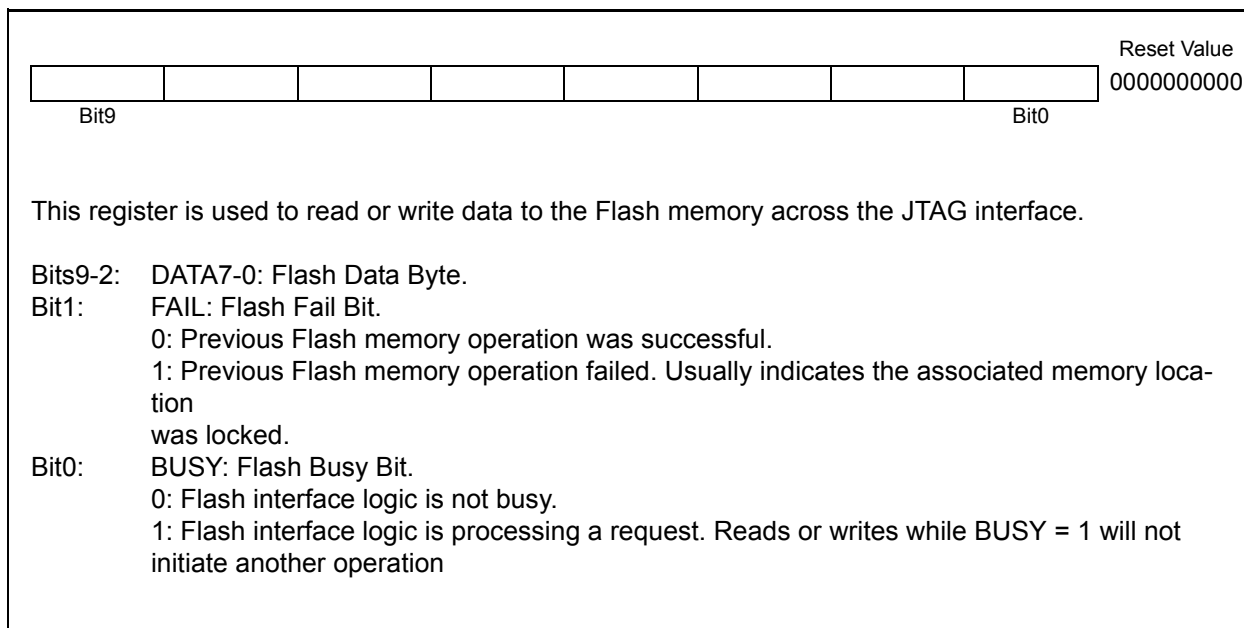 Reset Value
0000000000
Bit9
Bit0
This register is used to read or write data to the Flash memory across the JTAG interface.
Bits9-2: DATA7-0: Flash Data Byte.
Bit1: FAIL: Flash Fail Bit.
0: Previous Flash memory operation was successful.
1: Previous Flash memory operation failed. Usually indicates the associated memory loca-
tion
was locked.
Bit0: BUSY: Flash Busy Bit.
0: Flash interface logic is not busy.
1: Flash interface logic is processing a request. Reads or writes while BUSY = 1 will not
initiate another operation